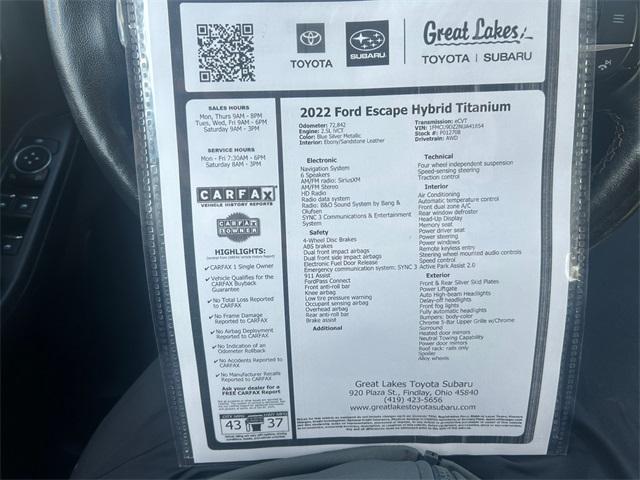 TOYOTA
SUBARU
Great Lakes
TOYOTA | SUBARU
SALES HOURS
Mon, Thurs 9AM - 8PM
Tues, Wed, Fri 9AM - 6PM
Saturday 9AM - 3PM
SERVICE HOURS
Mon - Fri 7:30AM - 6PM
Saturday 8AM - 3PM
CARFAX
VEHICLE HISTORY REPORTS
CARFAX
1 OWNER
HIGHLIGHTS:
✓ CARFAX 1 Single Owner
✓ Vehicle Qualifies for the
CARFAX Buyback
Guarantee
✓ No Total Loss Reported
to CARFAX
✓ No Frame Damage
Reported to CARFAX
✓ No Airbag Deployment
Reported to CARFAX
✓ No Indication of an
Odometer Rollback
✓ No Accidents Reported to
CARFAX
✓ No Manufacturer Recalls
Reported to CARFAX
Ask your dealer for a
FREE CARFAX Report
43
37
2022 Ford Escape Hybrid Titanium
Odometer: 72,842
Engine: 2.5L iVCT
Color: Blue Silver Metallic
Interior: Ebony/Sandstone Leather
Transmission: eCVT
VIN: 1FMCU9DZ2NUA41654
Stock #: P01270B
Drivetrain: AWD
Electronic
Navigation System
6 Speakers
AM/FM radio: SiriusXM
AM/FM Stereo
HD Radio
Radio data system
Radio: B&O Sound System by Bang &
Olufsen
SYNC 3 Communications & Entertainment
System
Safety
4-Wheel Disc Brakes
ABS brakes
Dual front impact airbags
Dual front side impact airbags
Electronic Fuel Door Release
Emergency communication system: SYNC 3
911 Assist
FordPass Connect
Front anti-roll bar
Knee airbag
Low tire pressure warning
Occupant sensing airbag
Overhead airbag
Rear anti-roll bar
Brake assist
Additional
Technical
Four wheel independent suspension
Speed-sensing steering
Traction control
Interior
Air Conditioning
Automatic temperature control
Front dual zone A/C
Rear window defroster
Head-Up Display
Memory seat
Power driver seat
Power steering
Power windows
Remote keyless entry
Steering wheel mounted audio controls
Speed control
Active Park Assist 2.0
Exterior
Front & Rear Silver Skid Plates
Power Liftgate
Auto High-beam Headlights
Delay-off headlights
Front fog lights
Fully automatic headlights
Bumpers: body-color
Chrome 5-Bar Upper Grille w/Chrome
Surround
Heated door mirrors
Neutral Towing Capability
Power door mirrors
Roof rack: rails only
Spoiler
Alloy wheels
Great Lakes Toyota Subaru
920 Plaza St., Findlay, Ohio 45840
(419) 423-5656
www.greatlakestoyotasubaru.com